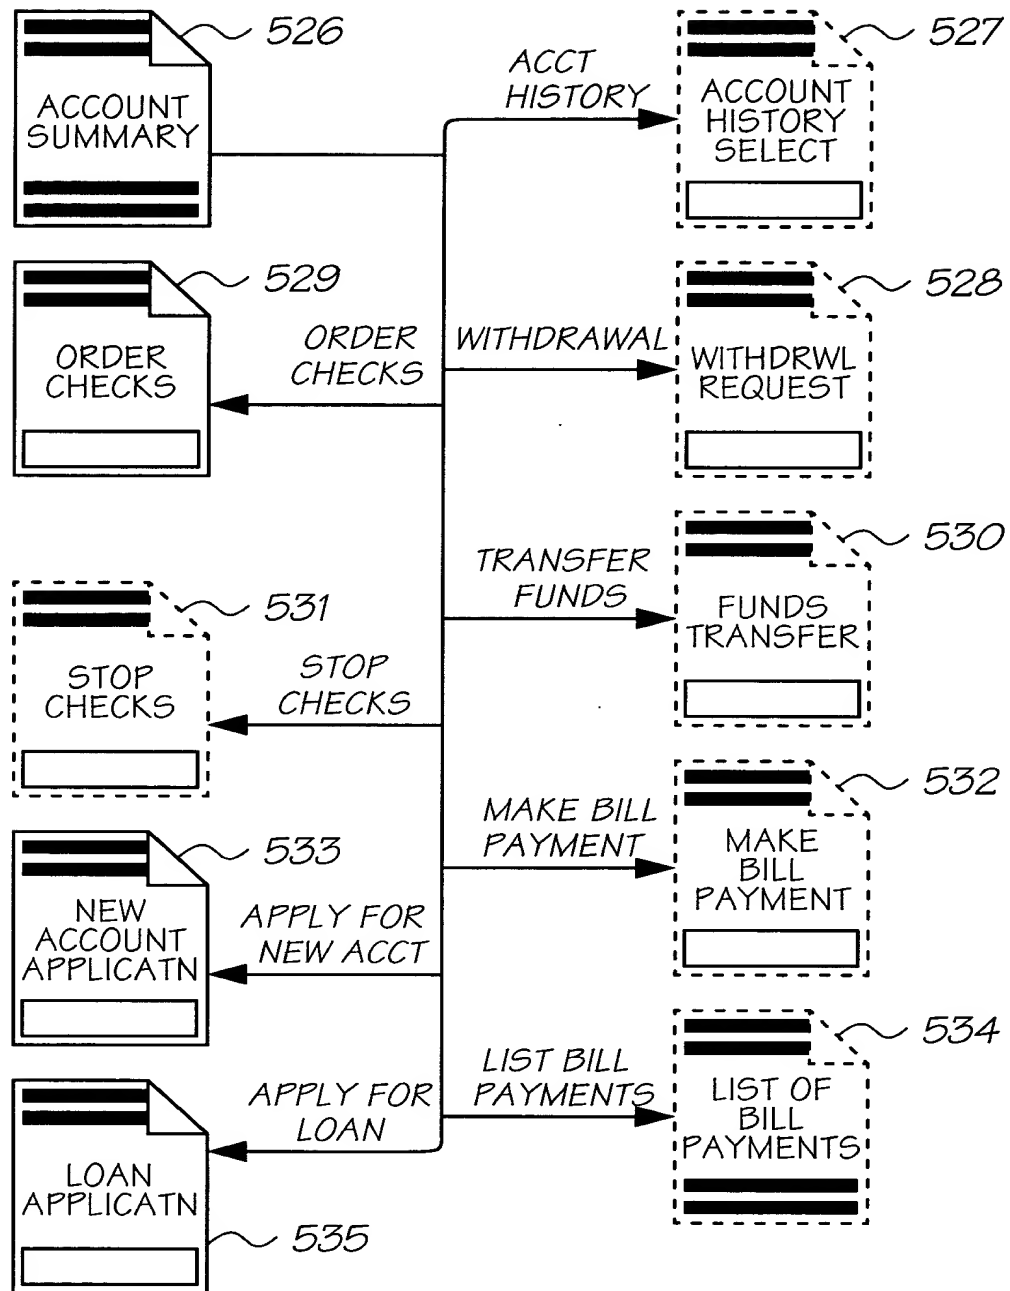 526
ACCOUNT
SUMMARY
ACCT
HISTORY
527
ACCOUNT
HISTORY
SELECT
529
ORDER
CHECKS
ORDER
CHECKS
WITHDRAWAL
528
WITHDRWL
REQUEST
TRANSFER
FUNDS
530
FUNDS
TRANSFER
531
STOP
CHECKS
STOP
CHECKS
MAKE BILL
PAYMENT
532
MAKE
BILL
PAYMENT
533
NEW
ACCOUNT
APPLICATN
APPLY FOR
NEW ACCT
LIST BILL
PAYMENTS
534
LIST OF
BILL
PAYMENTS
APPLY FOR
LOAN
LOAN
APPLICATN
535